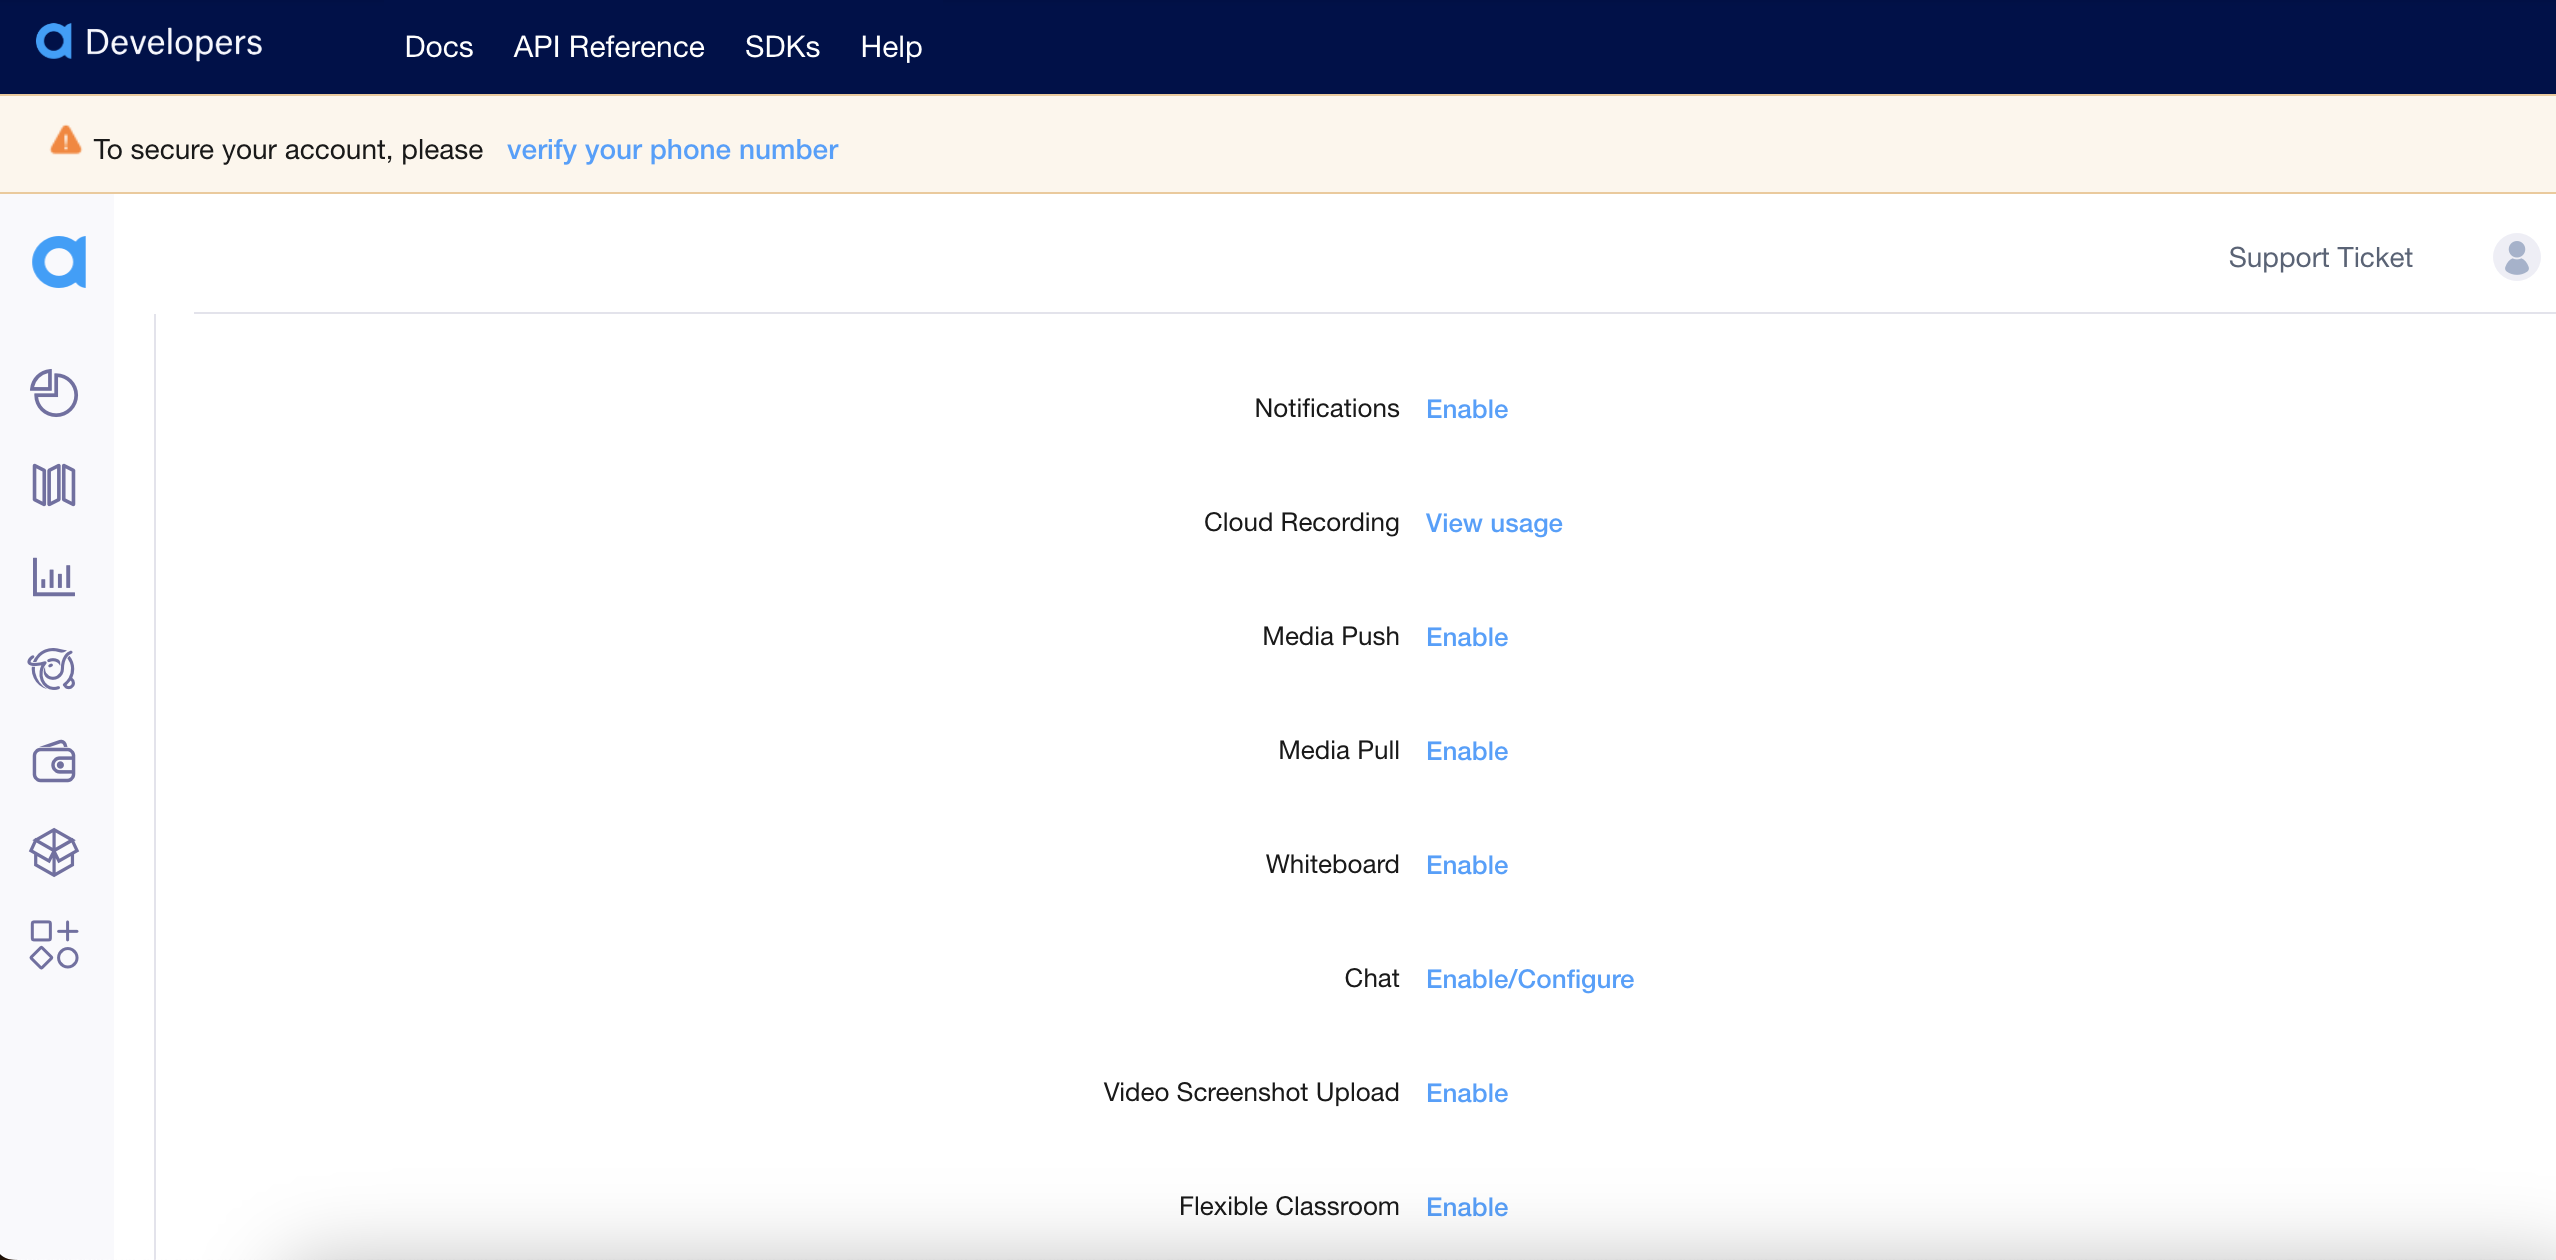 Developers Docs API Reference SDKs Help
To secure your account, please verify your phone number
Support Ticket
Notifications Enable
Cloud Recording View usage
Media Push Enable
Media Pull Enable
Whiteboard Enable
Chat Enable/Configure
Video Screenshot Upload Enable
Flexible Classroom Enable